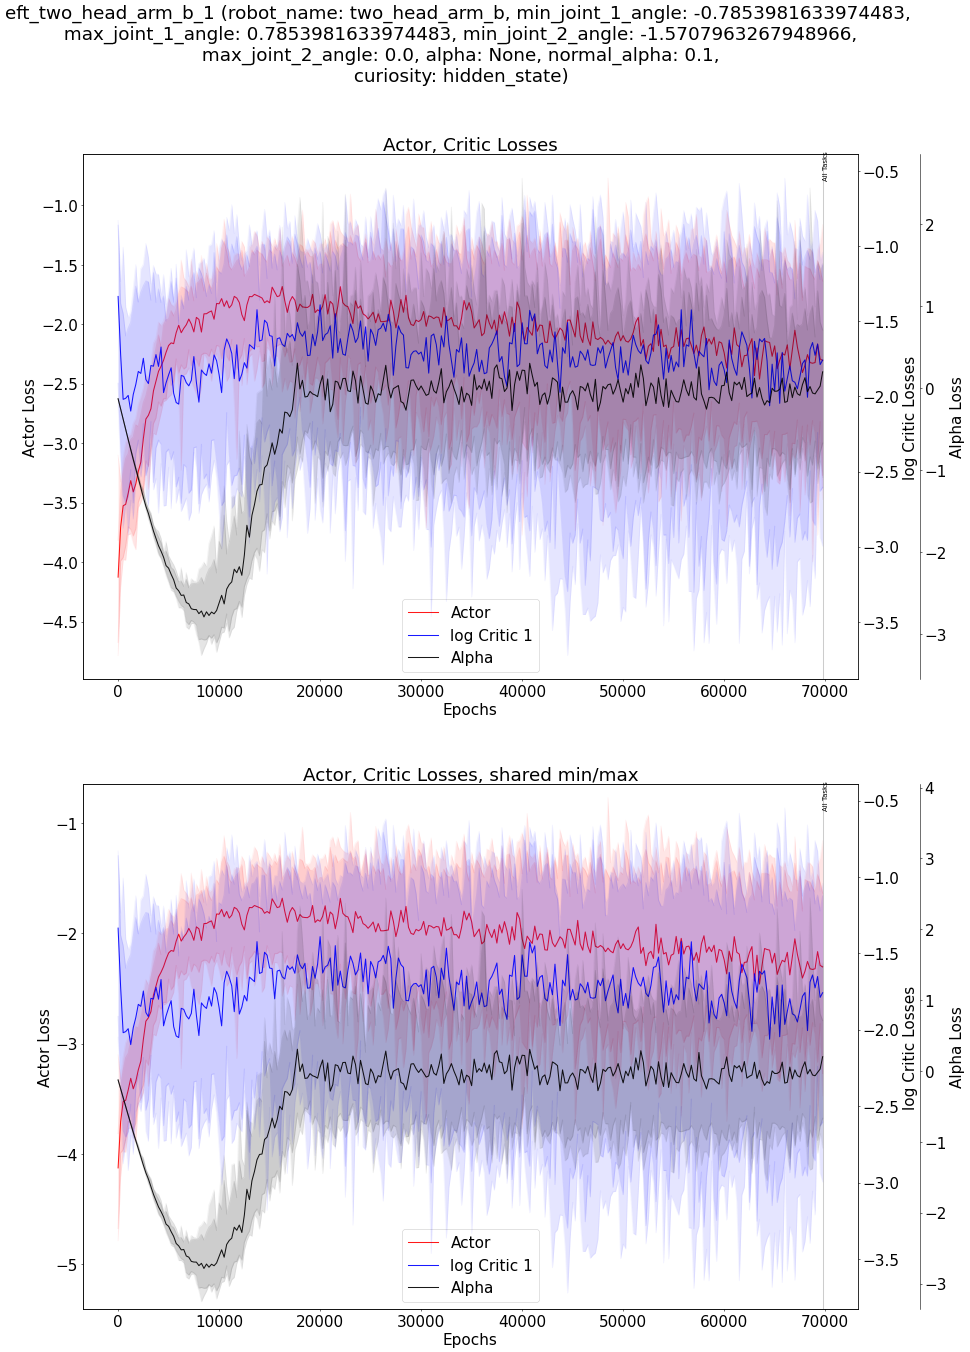 eft_two_head_arm_b_1 (robot_name: two_head_arm_b, min_joint_1_angle: -0.7853981633974483,
max_joint_1_angle: 0.7853981633974483, min_joint_2_angle: -1.5707963267948966,
max_joint_2_angle: 0.0, alpha: None, normal_alpha: 0.1,
curiosity: hidden_state)
Actor, Critic Losses
All Tasks
−1.0
−1.5
−2.0
−2.5
−3.0
−3.5
−4.0
−4.5
Actor Loss
−0.5
−1.0
−1.5
−2.0
−2.5
−3.0
−3.5
log Critic Losses
2
1
0
−1
−2
−3
Alpha Loss
Actor
log Critic 1
Alpha
0 10000 20000 30000 40000 50000 60000 70000
Epochs
Actor, Critic Losses, shared min/max
All Tasks
−1
−2
−3
−4
−5
Actor Loss
−0.5
−1.0
−1.5
−2.0
−2.5
−3.0
−3.5
log Critic Losses
4
3
2
1
0
−1
−2
−3
Alpha Loss
Actor
log Critic 1
Alpha
0 10000 20000 30000 40000 50000 60000 70000
Epochs